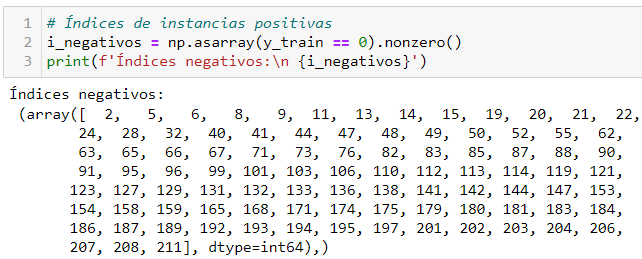 1 # Índices de instancias positivas
2 i_negativos = np.asarray(y_train == 0).nonzero()
3 print(f'Índices negativos:\n {i_negativos}')
Índices negativos:
(array([  2,   5,   6,   8,   9,  11,  13,  14,  15,  19,  20,  21,  22,
24,  28,  32,  40,  41,  44,  47,  48,  49,  50,  52,  55,  62,
63,  65,  66,  67,  71,  73,  76,  82,  83,  85,  87,  88,  90,
91,  95,  96,  99, 101, 103, 106, 110, 112, 113, 114, 119, 121,
123, 127, 129, 131, 132, 133, 136, 138, 141, 142, 144, 147, 153,
154, 158, 159, 165, 168, 171, 174, 175, 179, 180, 181, 183, 184,
186, 187, 189, 192, 193, 194, 195, 197, 201, 202, 203, 204, 206,
207, 208, 211], dtype=int64),)